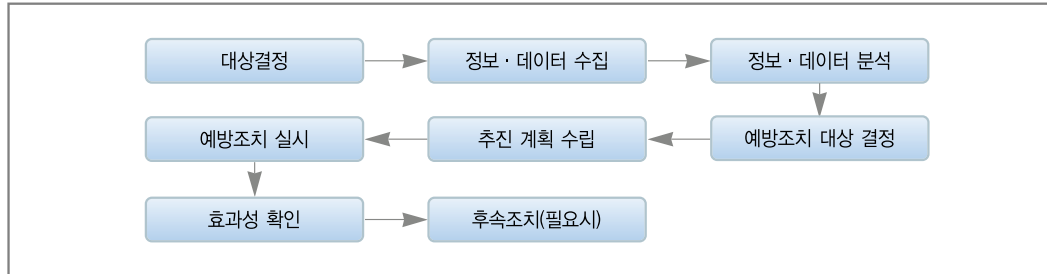 대상결정
정보 · 데이터 수집
정보 · 데이터 분석
예방조치 대상 결정
추진 계획 수립
예방조치 실시
효과성 확인
후속조치(필요시)